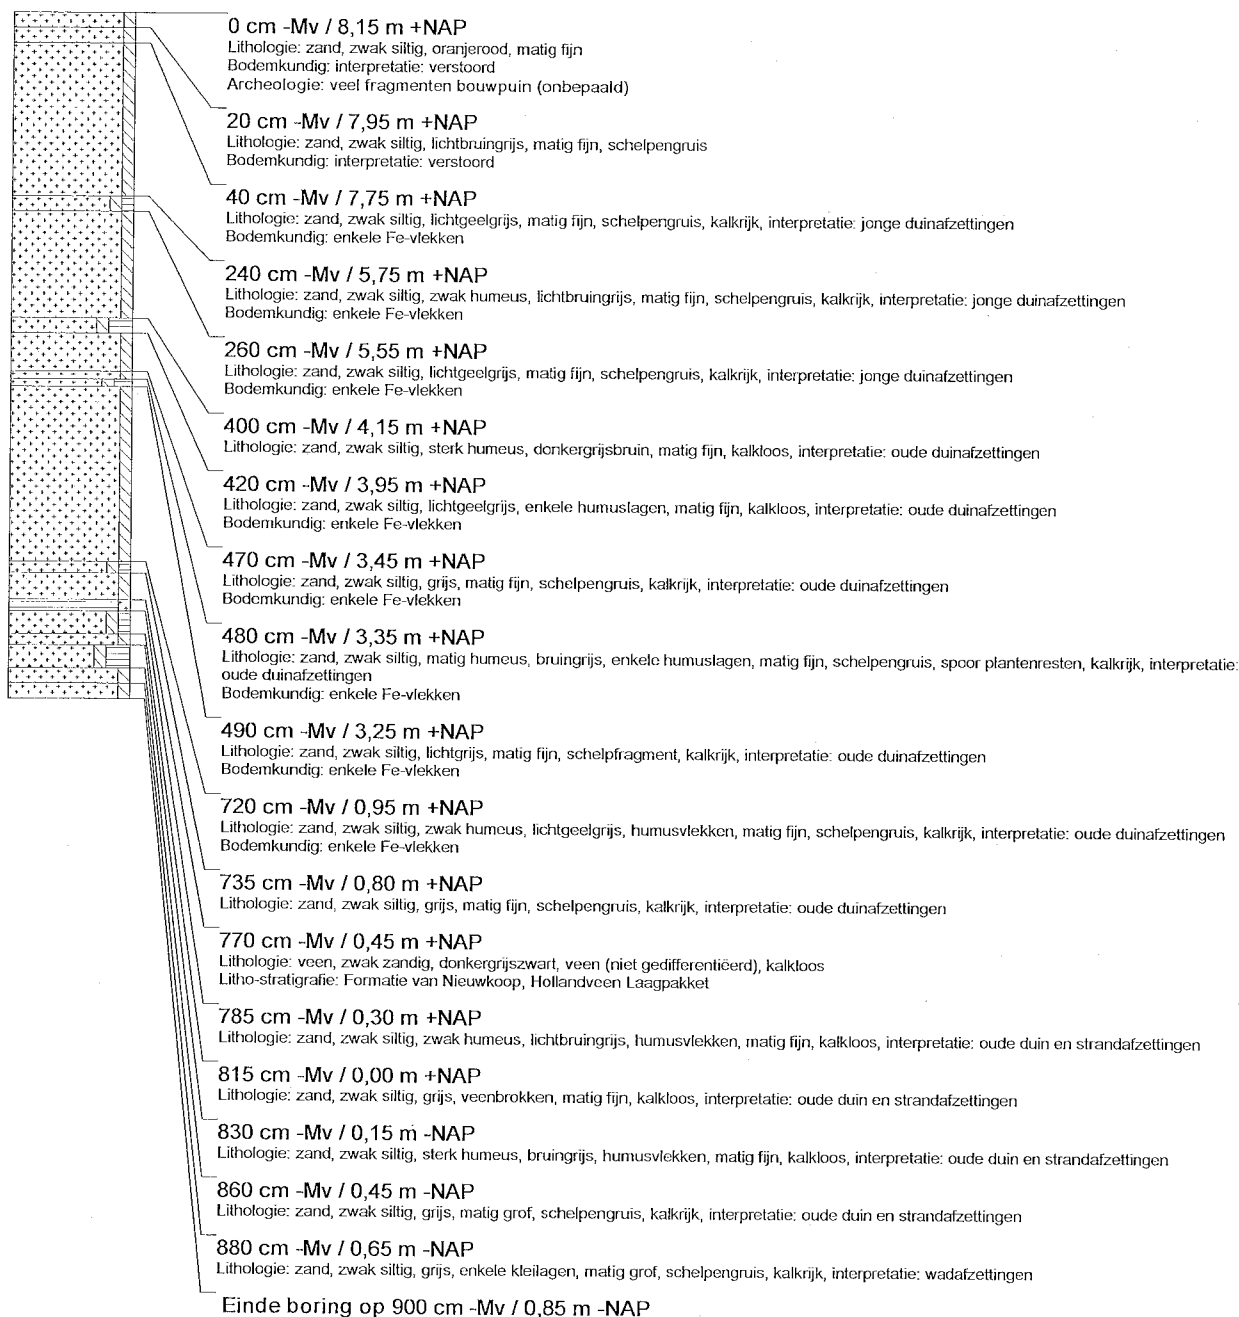 0 cm -Mv / 8,15 m +NAP
Lithologie: zand, zwak siltig, oranjerood, matig fijn
Bodemkundig: interpretatie: verstoord
Archeologie: veel fragmenten bouwpuin (onbepaald)
20 cm -Mv / 7,95 m +NAP
Lithologie: zand, zwak siltig, lichtbruingrijs, matig fijn, schelpengruis
Bodemkundig: interpretatie: verstoord
40 cm -Mv / 7,75 m +NAP
Lithologie: zand, zwak siltig, lichtgeelgrijs, matig fijn, schelpengruis, kalkrijk, interpretatie: jonge duinafzettingen
Bodemkundig: enkele Fe-vlekken
240 cm -Mv / 5,75 m +NAP
Lithologie: zand, zwak siltig, zwak humeus, lichtbruingrijs, matig fijn, schelpengruis, kalkrijk, interpretatie: jonge duinafzettingen
Bodemkundig: enkele Fe-vlekken
260 cm -Mv / 5,55 m +NAP
Lithologie: zand, zwak siltig, lichtgeelgrijs, matig fijn, schelpengruis, kalkrijk, interpretatie: jonge duinafzettingen
Bodemkundig: enkele Fe-vlekken
400 cm -Mv / 4,15 m +NAP
Lithologie: zand, zwak siltig, sterk humeus, donkergrijsbruin, matig fijn, kalkloos, interpretatie: oude duinafzettingen
420 cm -Mv / 3,95 m +NAP
Lithologie: zand, zwak siltig, lichtgeelgrijs, enkele humuslagen, matig fijn, kalkloos, interpretatie: oude duinafzettingen
Bodemkundig: enkele Fe-vlekken
470 cm -Mv / 3,45 m +NAP
Lithologie: zand, zwak siltig, grijs, matig fijn, schelpengruis, kalkrijk, interpretatie: oude duinafzettingen
Bodemkundig: enkele Fe-vlekken
480 cm -Mv / 3,35 m +NAP
Lithologie: zand, zwak siltig, matig humeus, bruingrijs, enkele humuslagen, matig fijn, schelpengruis, spoor plantenresten, kalkrijk, interpretatie:
oude duinafzettingen
Bodemkundig: enkele Fe-vlekken
490 cm -Mv / 3,25 m +NAP
Lithologie: zand, zwak siltig, lichtgrijs, matig fijn, schelpfragment, kalkrijk, interpretatie: oude duinafzettingen
Bodemkundig: enkele Fe-vlekken
720 cm -Mv / 0,95 m +NAP
Lithologie: zand, zwak siltig, zwak humeus, lichtgeelgrijs, humusvlekken, matig fijn, schelpengruis, kalkrijk, interpretatie: oude duinafzettingen
Bodemkundig: enkele Fe-vlekken
735 cm -Mv / 0,80 m +NAP
Lithologie: zand, zwak siltig, grijs, matig fijn, schelpengruis, kalkrijk, interpretatie: oude duinafzettingen
770 cm -Mv / 0,45 m +NAP
Lithologie: veen, zwak zandig, donkergrijszwart, veen (niet gedifferentiëerd), kalkloos
Litho-stratigrafie: Formatie van Nieuwkoop, Hollandveen Laagpakket
785 cm -Mv / 0,30 m +NAP
Lithologie: zand, zwak siltig, zwak humeus, lichtbruingrijs, humusvlekken, matig fijn, kalkloos, interpretatie: oude duin en strandafzettingen
815 cm -Mv / 0,00 m +NAP
Lithologie: zand, zwak siltig, grijs, veenbrokken, matig fijn, kalkloos, interpretatie: oude duin en strandafzettingen
830 cm -Mv / 0,15 m -NAP
Lithologie: zand, zwak siltig, sterk humeus, bruingrijs, humusvlekken, matig fijn, kalkloos, interpretatie: oude duin en strandafzettingen
860 cm -Mv / 0,45 m -NAP
Lithologie: zand, zwak siltig, grijs, matig grof, schelpengruis, kalkrijk, interpretatie: oude duin en strandafzettingen
880 cm -Mv / 0,65 m -NAP
Lithologie: zand, zwak siltig, grijs, enkele kleilagen, matig grof, schelpengruis, kalkrijk, interpretatie: wadafzettingen
Einde boring op 900 cm -Mv / 0,85 m -NAP